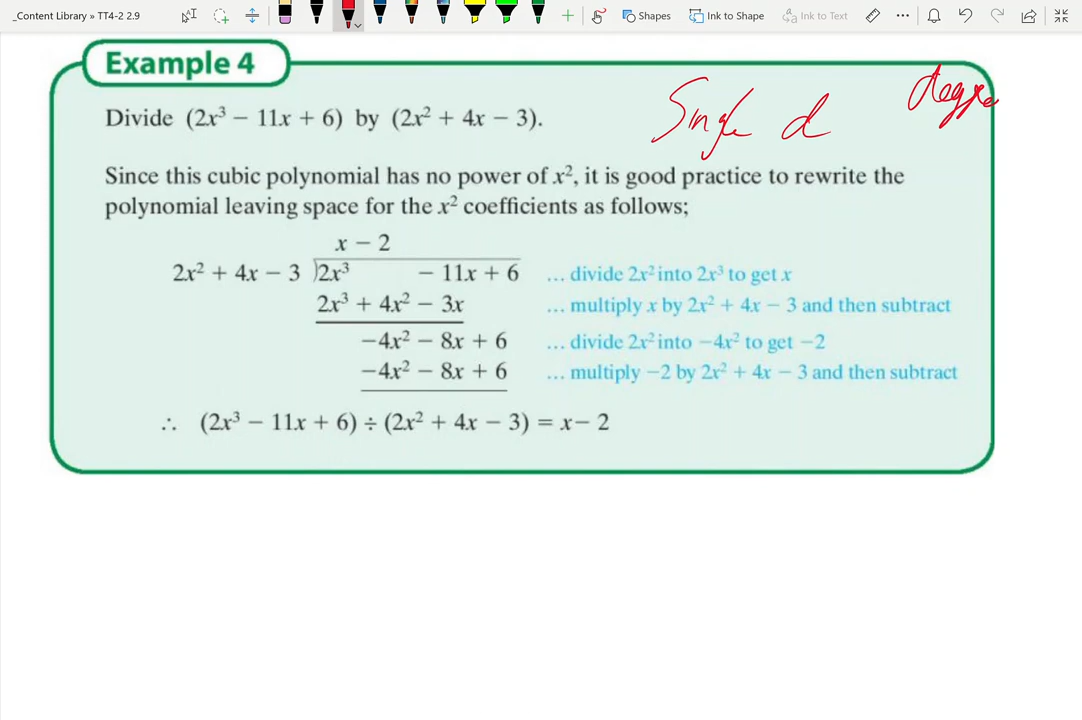 _Content Library » TT4-2 2.9
Shapes
Ink to Shape
Ink to Text
Example 4
degree
Single d
Divide (2x³ − 11x + 6) by (2x² + 4x − 3).
Since this cubic polynomial has no power of x², it is good practice to rewrite the
polynomial leaving space for the x² coefficients as follows;
x − 2
2x² + 4x − 3 )2x³ − 11x + 6 ... divide 2x² into 2x³ to get x
2x³ + 4x² − 3x ... multiply x by 2x² + 4x − 3 and then subtract
−4x² − 8x + 6 ... divide 2x² into −4x² to get −2
−4x² − 8x + 6 ... multiply −2 by 2x² + 4x − 3 and then subtract
∴ (2x³ − 11x + 6) ÷ (2x² + 4x − 3) = x − 2